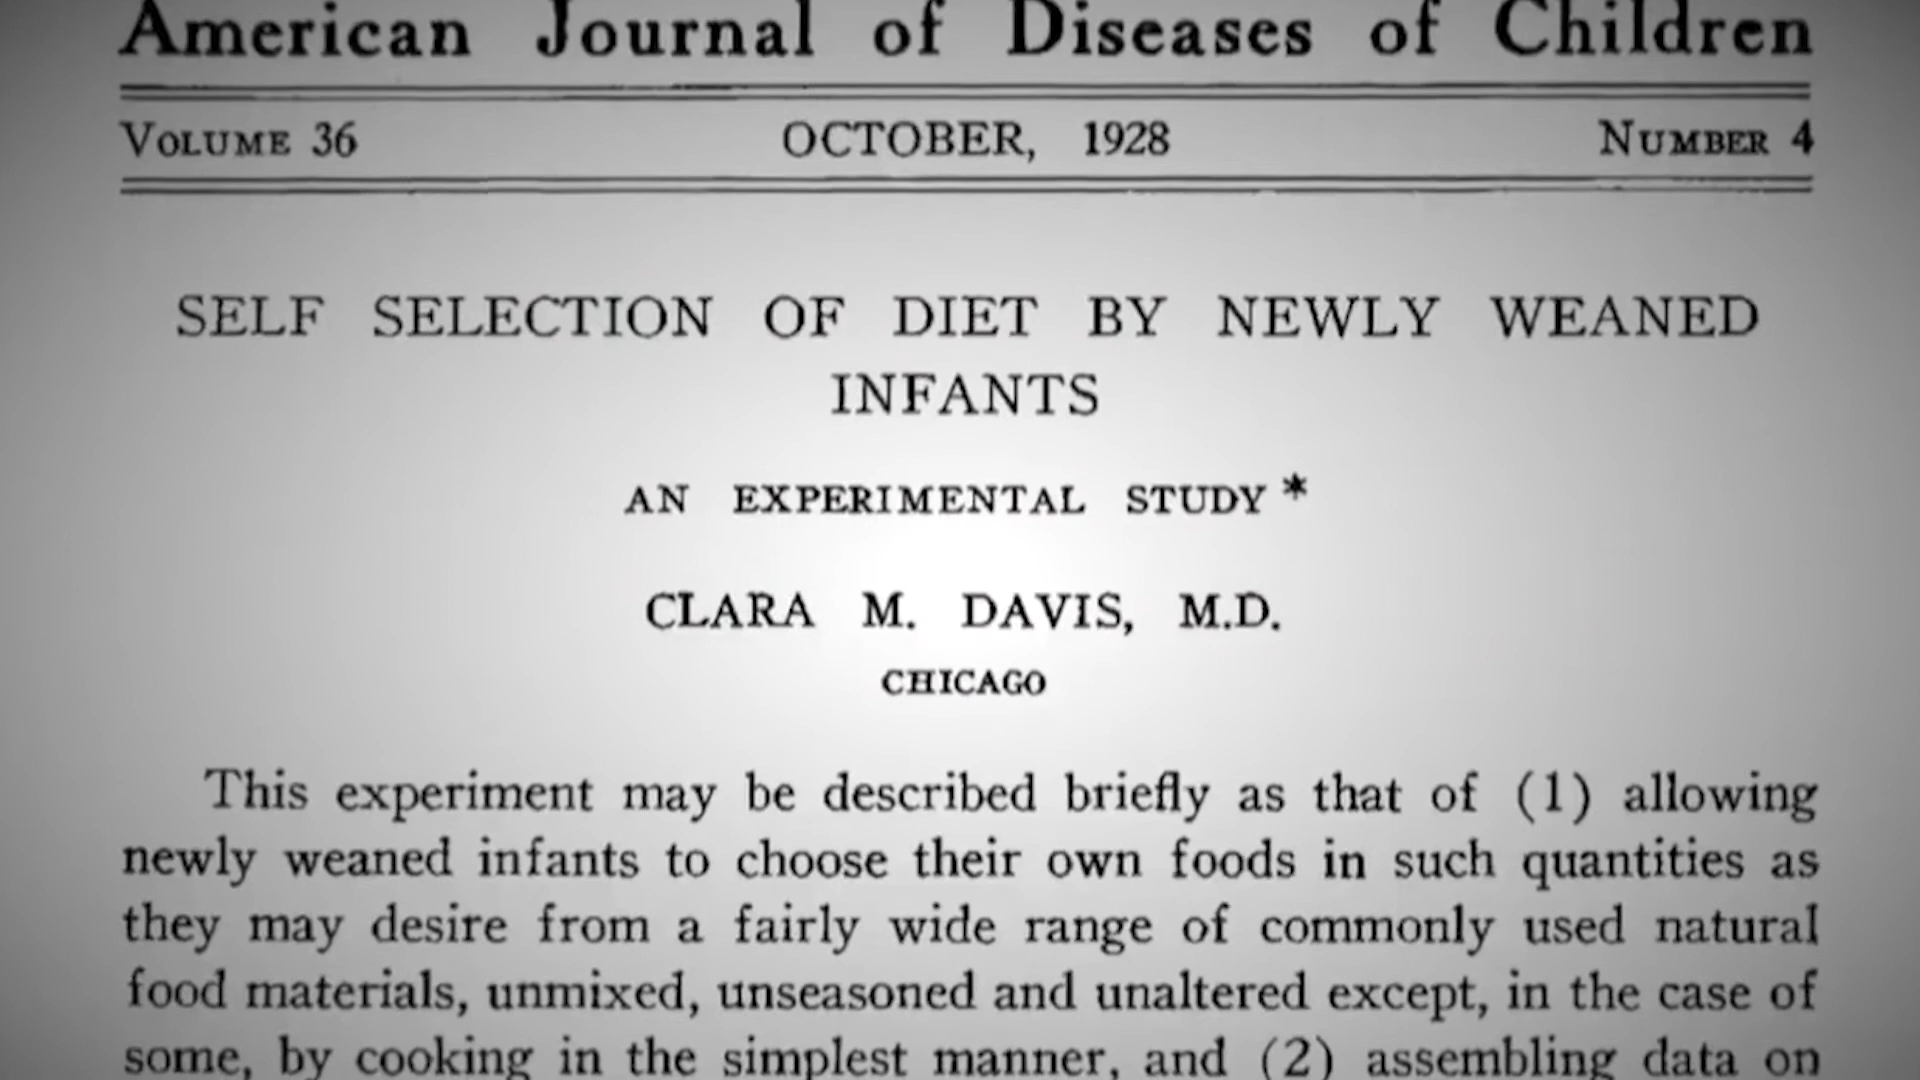 American Journal of Diseases of Children
VOLUME 36 OCTOBER, 1928 NUMBER 4
SELF SELECTION OF DIET BY NEWLY WEANED
INFANTS
AN EXPERIMENTAL STUDY *
CLARA M. DAVIS, M.D.
CHICAGO
This experiment may be described briefly as that of (1) allowing
newly weaned infants to choose their own foods in such quantities as
they may desire from a fairly wide range of commonly used natural
food materials, unmixed, unseasoned and unaltered except, in the case of
some, by cooking in the simplest manner, and (2) assembling data on